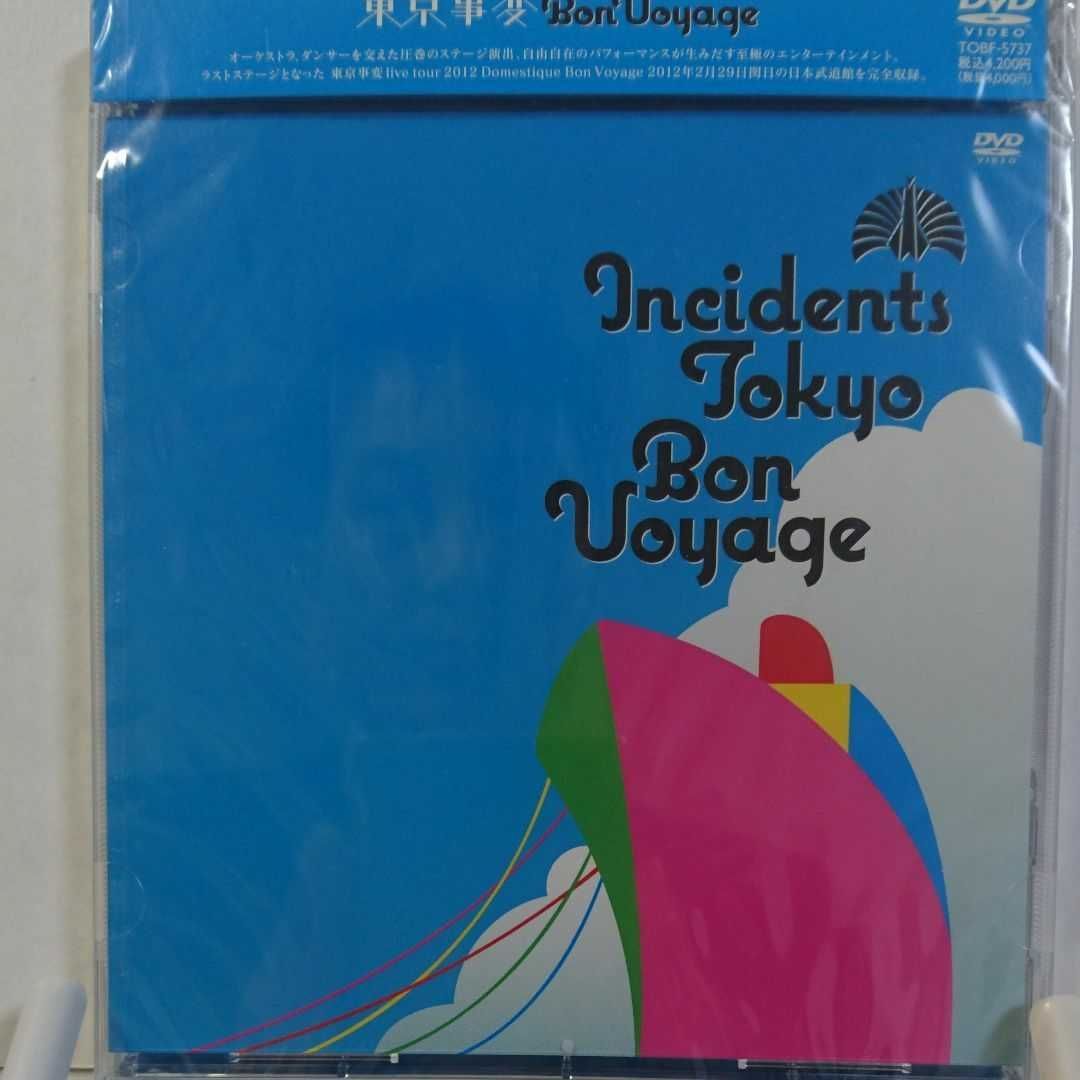 東京事変 Bon Voyage
オーケストラ、ダンサーを交えた圧巻のステージ演出、自由自在のパフォーマンスが生みだす至極のエンターテインメント。
ラストステージとなった 東京事変 live tour 2012 Domestique Bon Voyage 2012年2月29日閏日の日本武道館を完全収録。
DVD
VIDEO
TOBF-5737
税込4,200円
(税抜4,000円)
DVD
VIDEO
Incidents
Tokyo
Bon
Voyage